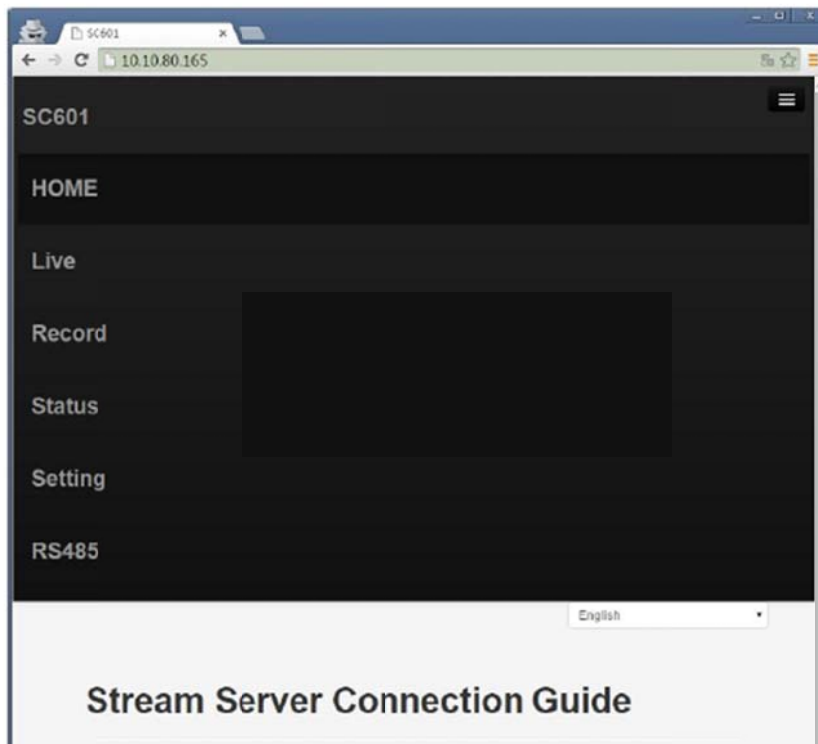 SC601
10.10.80.165
SC601
HOME
Live
Record
Status
Setting
RS485
English
Stream Server Connection Guide